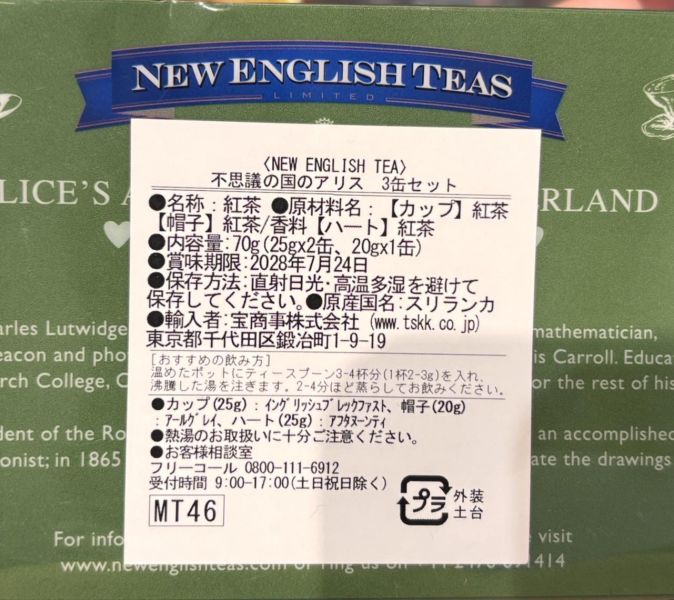 NEW ENGLISH TEAS
LIMITED
〈NEW ENGLISH TEA〉
不思議の国のアリス 3缶セット
LICE'S A
ERLAND
●名称：紅茶 ●原材料名：【カップ】紅茶
【帽子】紅茶/香料【ハート】紅茶
●内容量:70g(25gx2缶、20gx1缶)
●賞味期限:2028年7月24日
●保存方法:直射日光・高温多湿を避けて
保存してください。●原産国名:スリランカ
●輸入者:宝商事株式会社 (www.tskk.co.jp)
東京都千代田区鍛冶町1-9-19
[おすすめの飲み方]
温めたポットにティースプーン3-4杯分(1杯2-3g)を入れ、
沸騰した湯を注ぎます。2-4分ほど蒸らしてお飲みください。
●カップ(25g)：ｲﾝｸﾞﾘｯｼｭﾌﾞﾚｯｸﾌｧｽﾄ、帽子(20g)
：ｱｰﾙｸﾞﾚｲ、ハート(25g)：ｱﾌﾀﾇｰﾝﾃｨ
●熱湯のお取扱いに十分ご注意ください。
●お客様相談室
フリーコール 0800-111-6912
受付時間 9:00-17:00(土日祝日除く)
MT46
プラ
外装
土台
arles Lutwidge
mathematician,
eacon and pho
is Carroll. Educa
rch College, C
for the rest of his
dent of the Ro
an accomplished
onist; in 1865
ate the drawings
For info
visit
www.newenglishteas.com or ring us on
1414